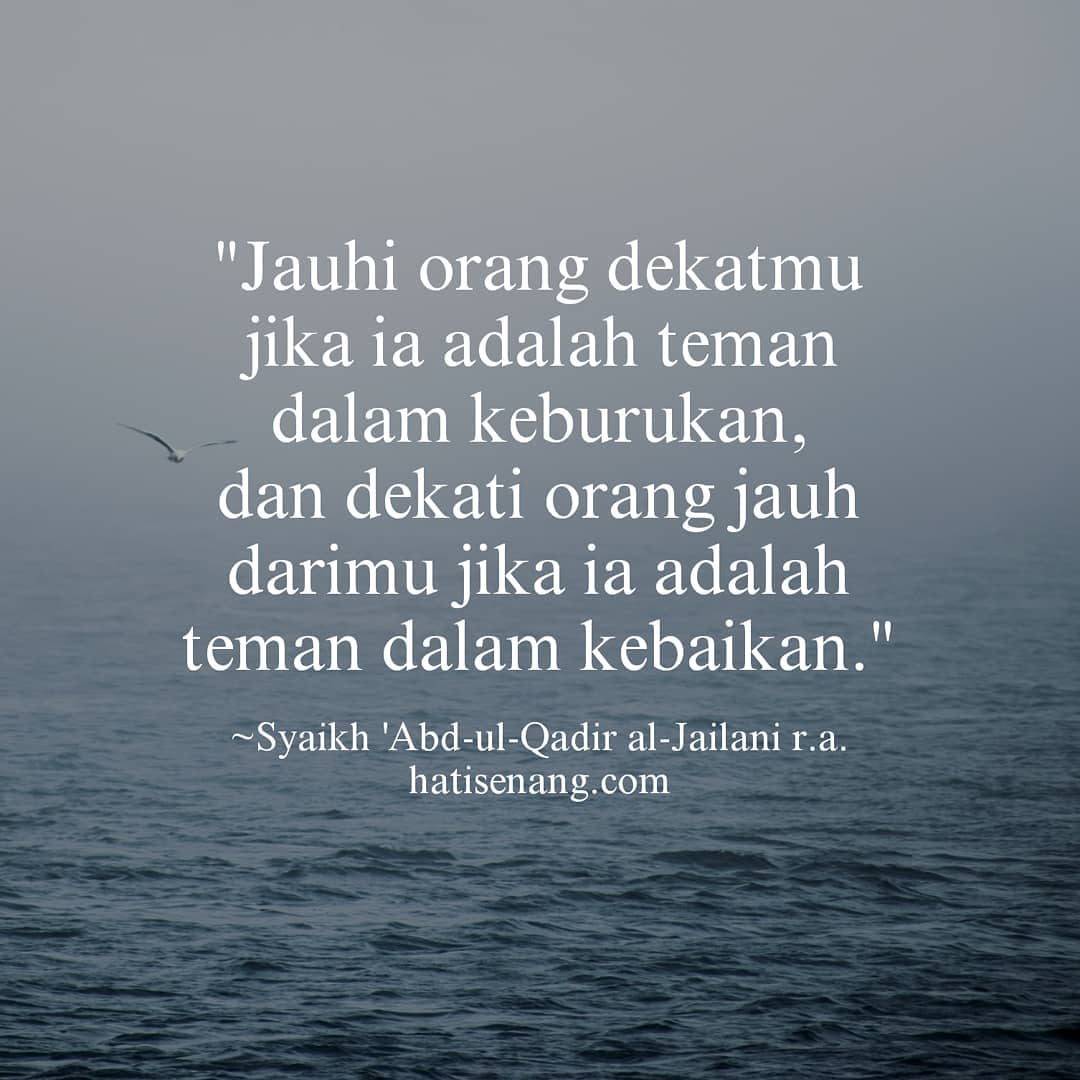 "Jauhi orang dekatmu
jika ia adalah teman
dalam keburukan,
dan dekati orang jauh
darimu jika ia adalah
teman dalam kebaikan."
~Syaikh 'Abd-ul-Qadir al-Jailani r.a.
hatisenang.com